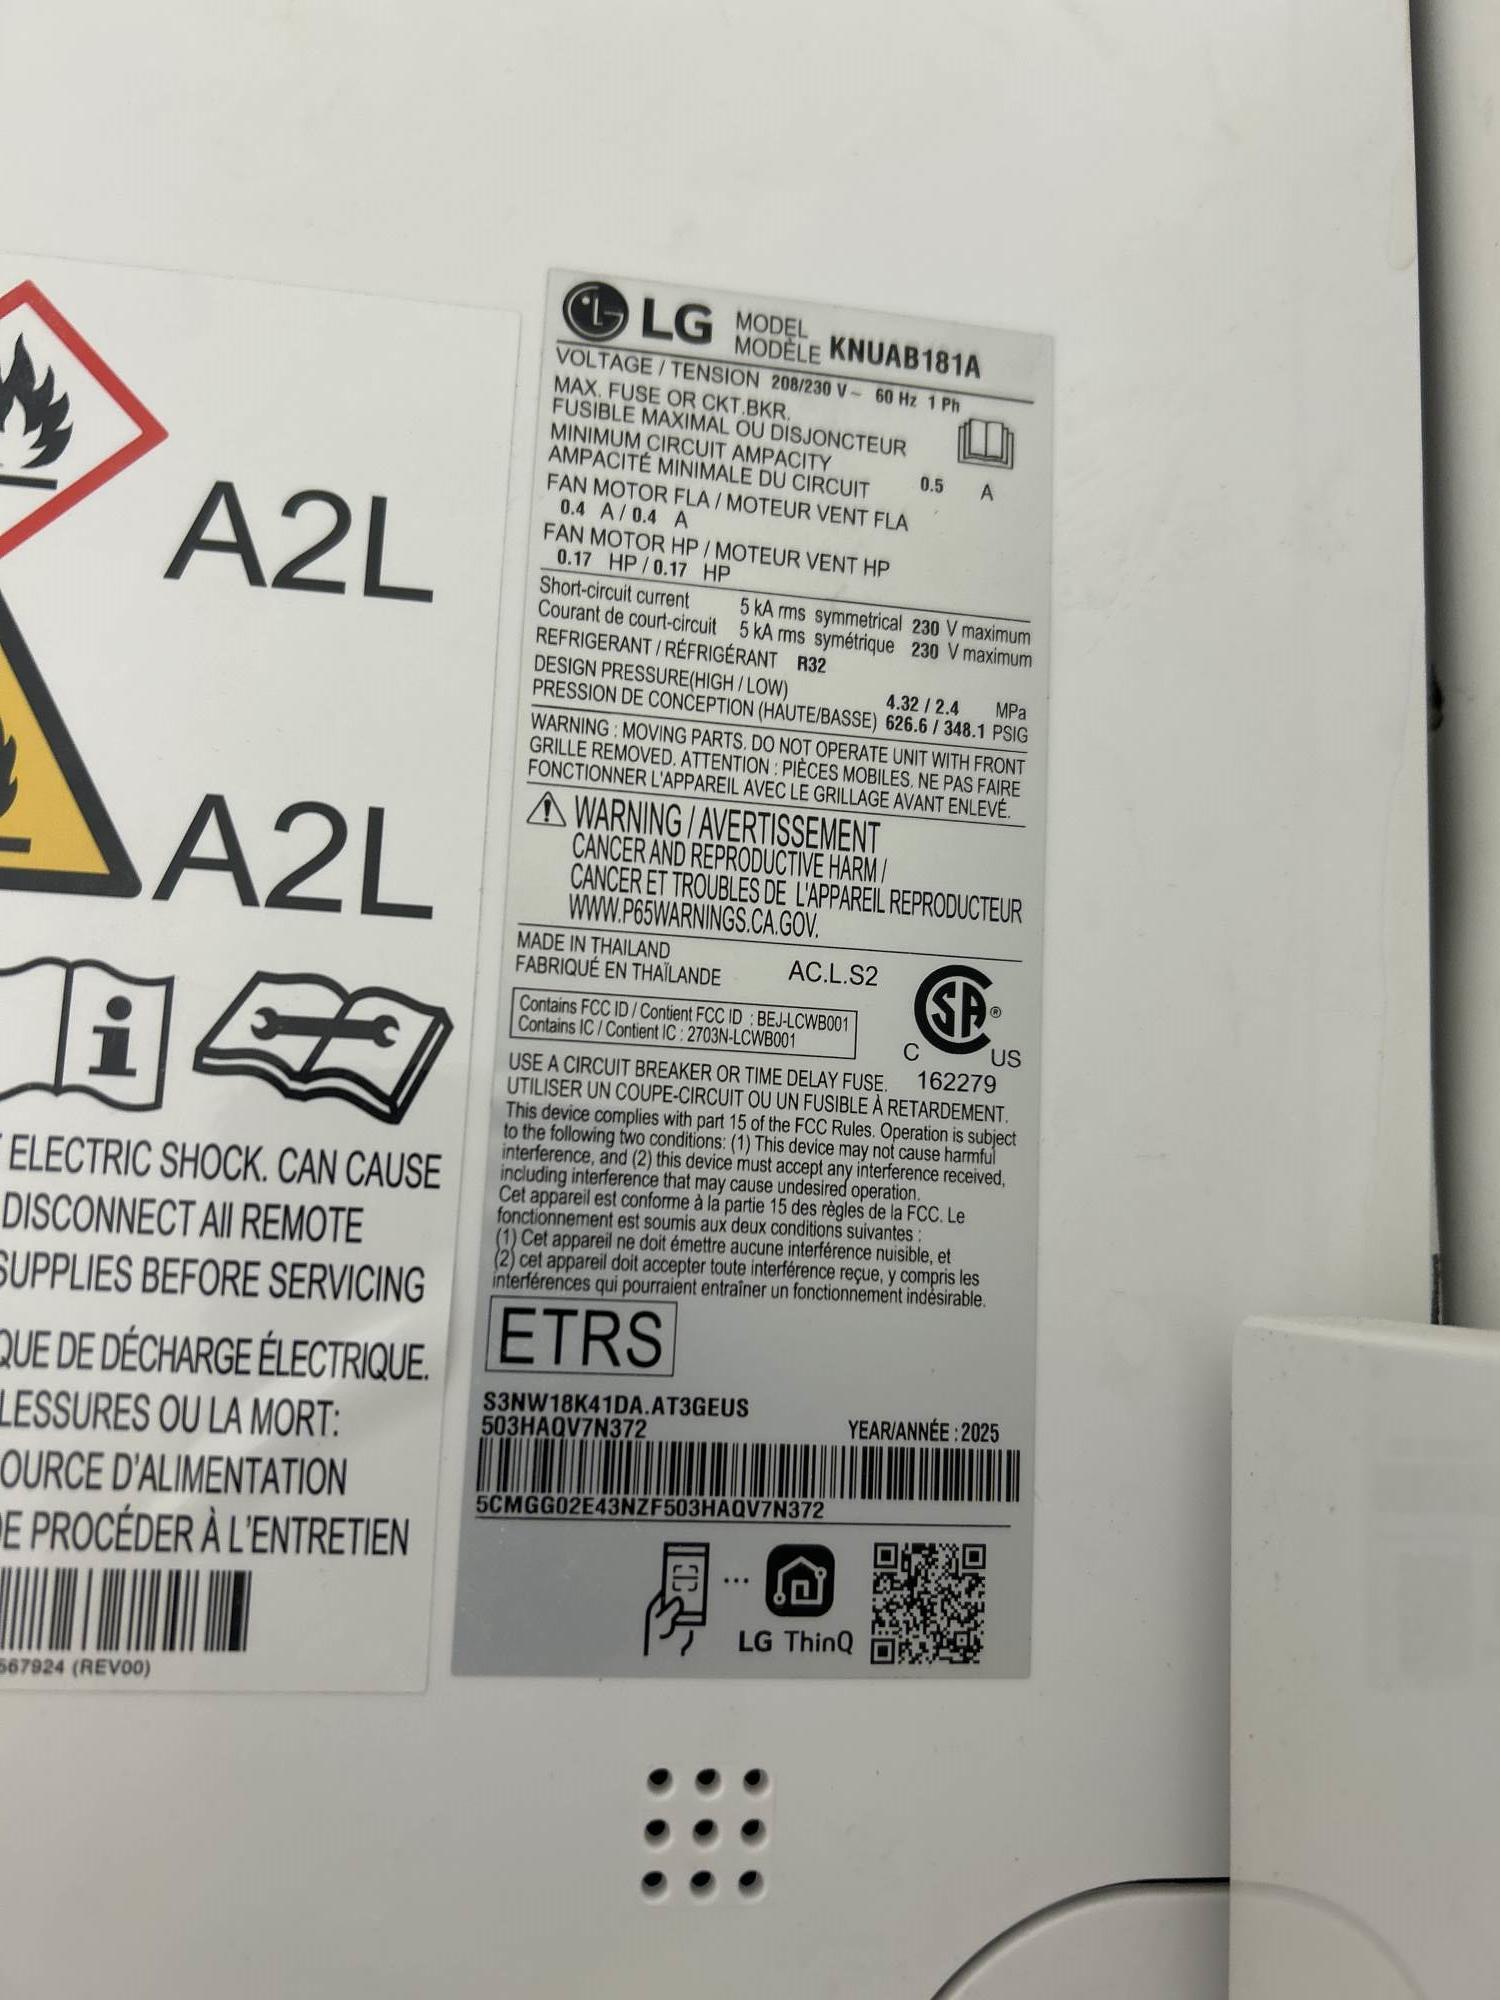 A2L
A2L
ELECTRIC SHOCK. CAN CAUSE
DISCONNECT All REMOTE
SUPPLIES BEFORE SERVICING
QUE DE DÉCHARGE ÉLECTRIQUE.
LESSURES OU LA MORT:
OURCE D'ALIMENTATION
DE PROCÉDER À L'ENTRETIEN
567924 (REV00)
LG MODEL
MODÈLE KNUAB181A
VOLTAGE / TENSION 208/230 V~ 60 Hz 1 Ph
MAX. FUSE OR CKT.BKR.
FUSIBLE MAXIMAL OU DISJONCTEUR
MINIMUM CIRCUIT AMPACITY
AMPACITÉ MINIMALE DU CIRCUIT 0.5 A
FAN MOTOR FLA / MOTEUR VENT FLA
0.4 A / 0.4 A
FAN MOTOR HP / MOTEUR VENT HP
0.17 HP / 0.17 HP
Short-circuit current 5 kA rms symmetrical 230 V maximum
Courant de court-circuit 5 kA rms symétrique 230 V maximum
REFRIGERANT / RÉFRIGÉRANT R32
DESIGN PRESSURE(HIGH / LOW) 4.32 / 2.4 MPa
PRESSION DE CONCEPTION (HAUTE/BASSE) 626.6 / 348.1 PSIG
WARNING : MOVING PARTS. DO NOT OPERATE UNIT WITH FRONT
GRILLE REMOVED. ATTENTION : PIÈCES MOBILES. NE PAS FAIRE
FONCTIONNER L'APPAREIL AVEC LE GRILLAGE AVANT ENLEVÉ.
WARNING / AVERTISSEMENT
CANCER AND REPRODUCTIVE HARM /
CANCER ET TROUBLES DE L'APPAREIL REPRODUCTEUR
WWW.P65WARNINGS.CA.GOV.
MADE IN THAILAND
FABRIQUÉ EN THAÏLANDE AC.L.S2
SA®
C US
162279
Contains FCC ID / Contient FCC ID : BEJ-LCWB001
Contains IC / Contient IC : 2703N-LCWB001
USE A CIRCUIT BREAKER OR TIME DELAY FUSE.
UTILISER UN COUPE-CIRCUIT OU UN FUSIBLE À RETARDEMENT.
This device complies with part 15 of the FCC Rules. Operation is subject
to the following two conditions: (1) This device may not cause harmful
interference, and (2) this device must accept any interference received,
including interference that may cause undesired operation.
Cet appareil est conforme à la partie 15 des règles de la FCC. Le
fonctionnement est soumis aux deux conditions suivantes :
(1) Cet appareil ne doit émettre aucune interférence nuisible, et
(2) cet appareil doit accepter toute interférence reçue, y compris les
interférences qui pourraient entraîner un fonctionnement indésirable.
ETRS
S3NW18K41DA.AT3GEUS
503HAQV7N372 YEAR/ANNÉE : 2025
5CMGG02E43NZF503HAQV7N372
LG ThinQ